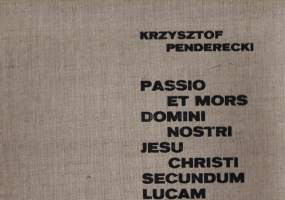 KRZYSZTOF
PENDERECKI
PASSIO
ET MORS
DOMINI
NOSTRI
JESU
CHRISTI
SECUNDUM
LUCAM